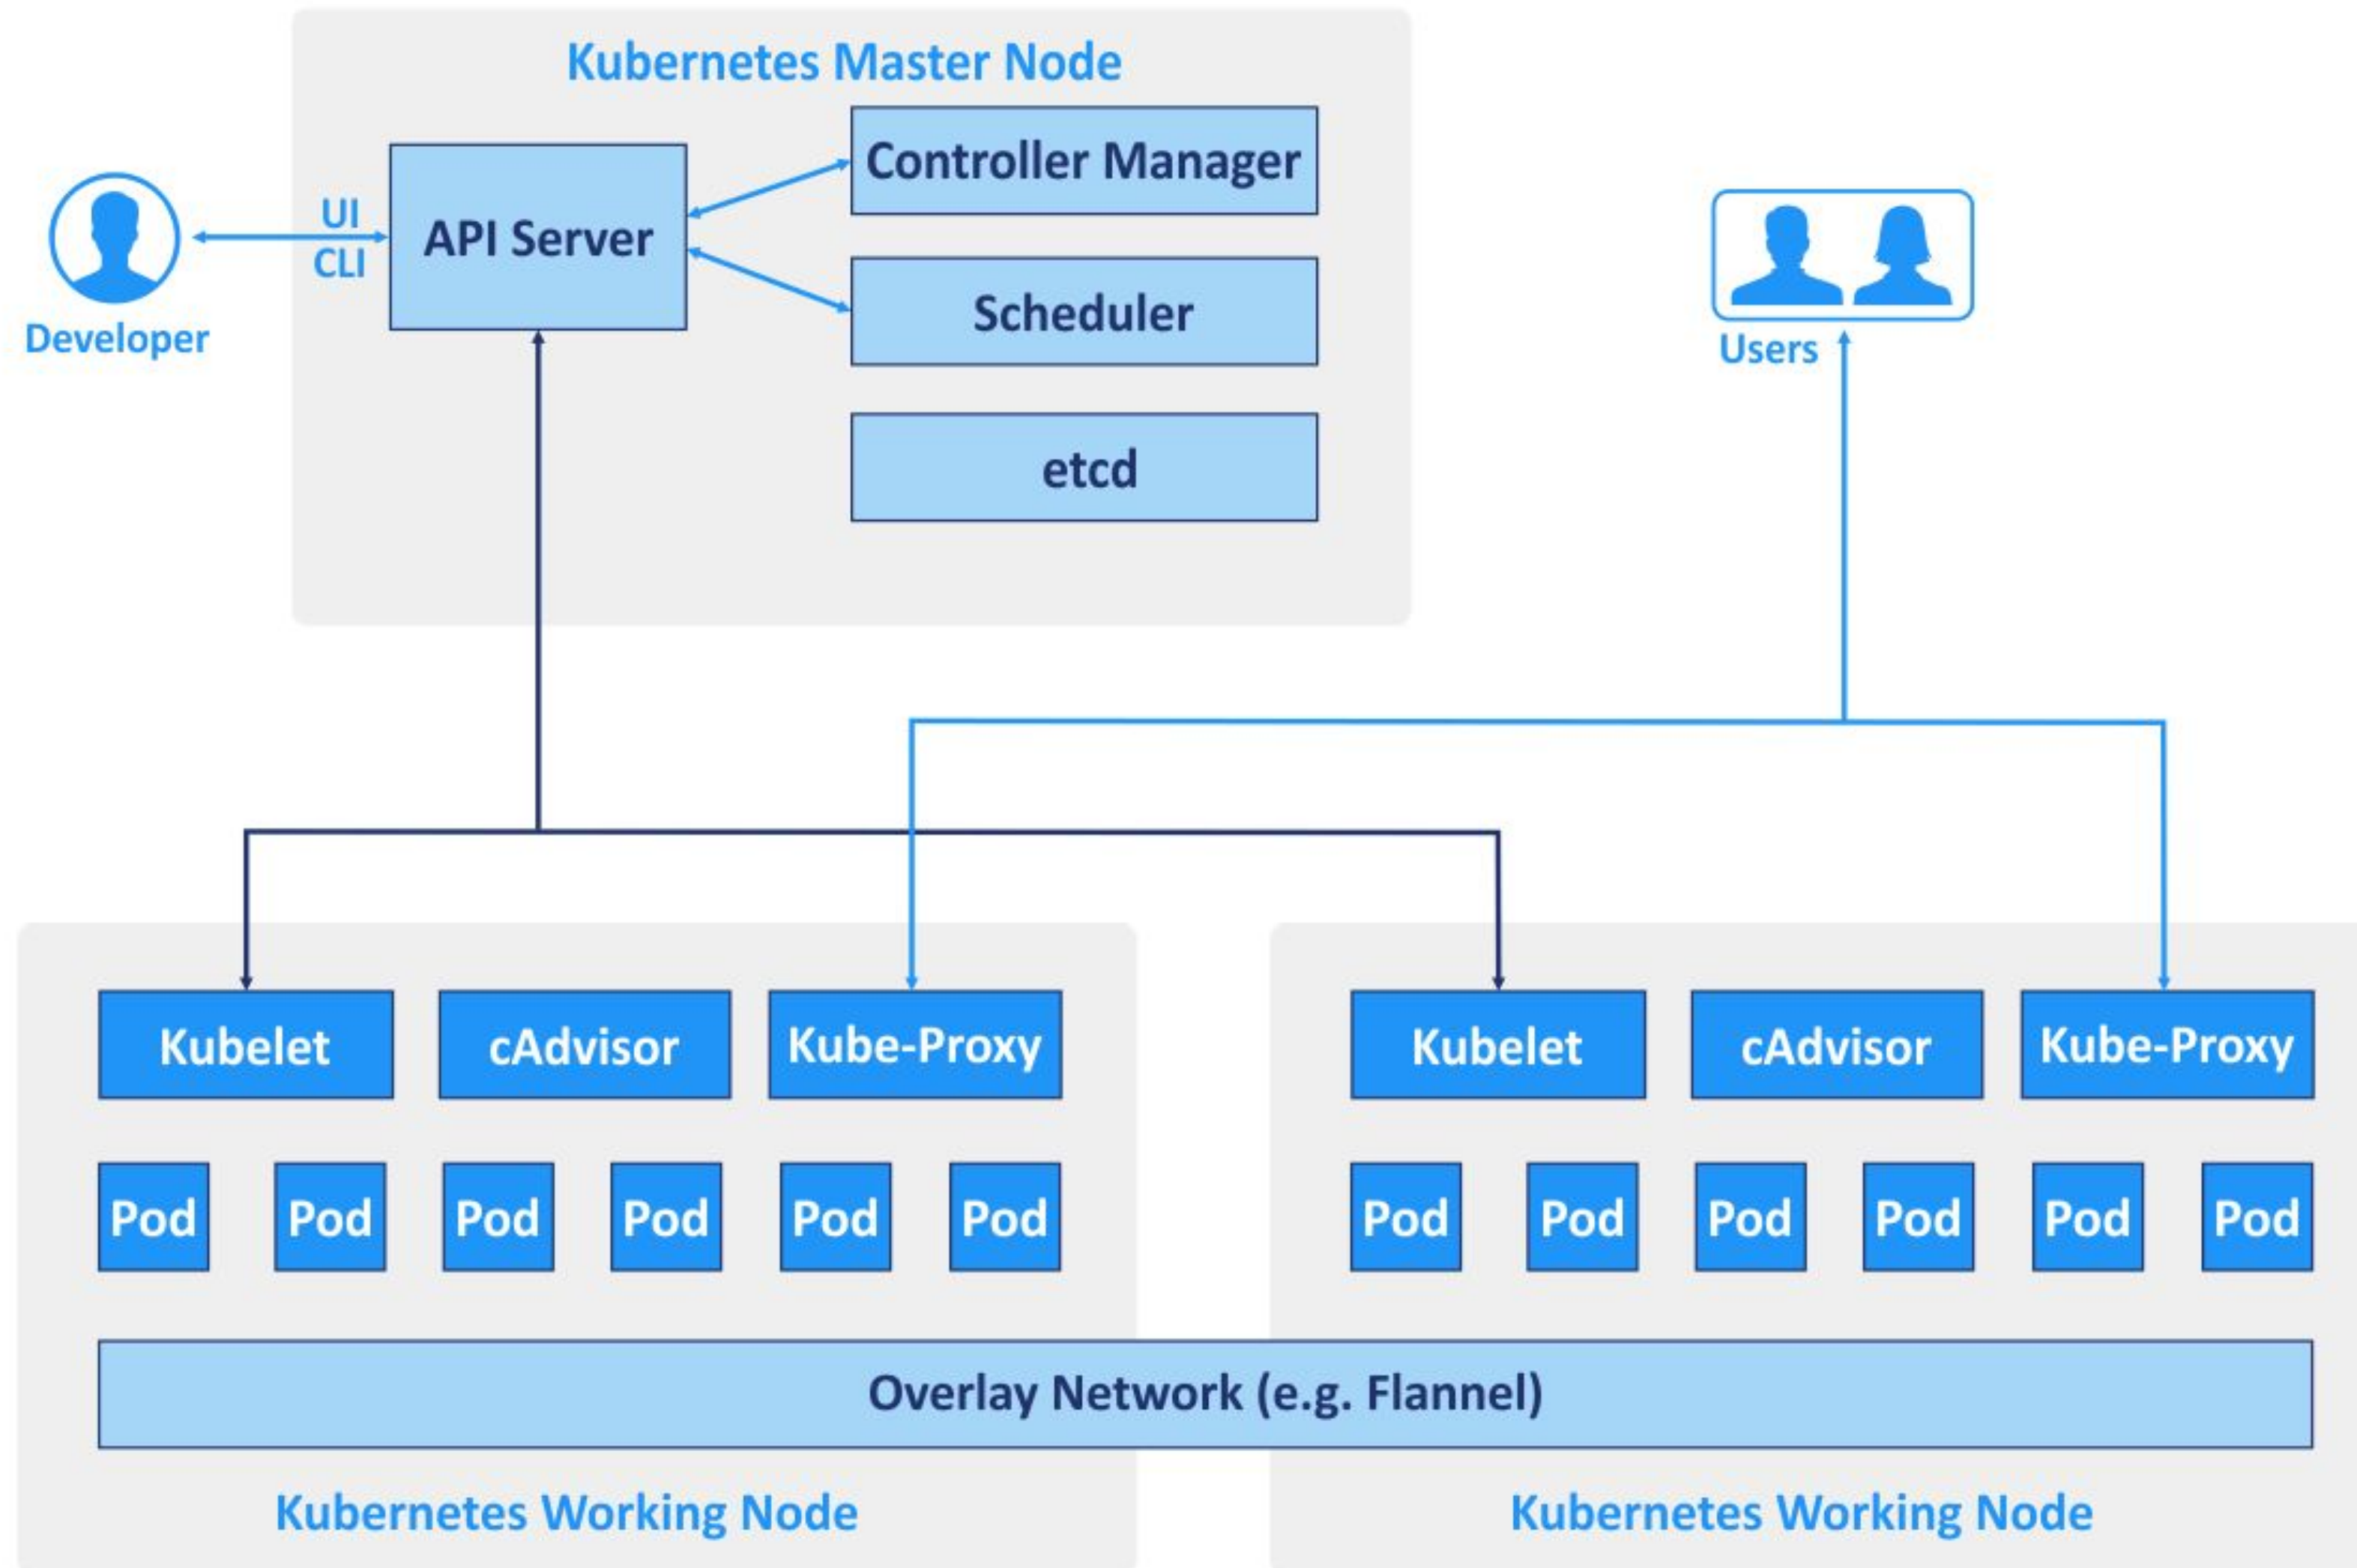 Kubernetes Master Node
Controller Manager
API Server
UI
CLI
Scheduler
etcd
Developer
Users
Kubelet
cAdvisor
Kube-Proxy
Kubelet
cAdvisor
Kube-Proxy
Pod
Pod
Pod
Pod
Pod
Pod
Pod
Pod
Pod
Pod
Pod
Pod
Overlay Network (e.g. Flannel)
Kubernetes Working Node
Kubernetes Working Node